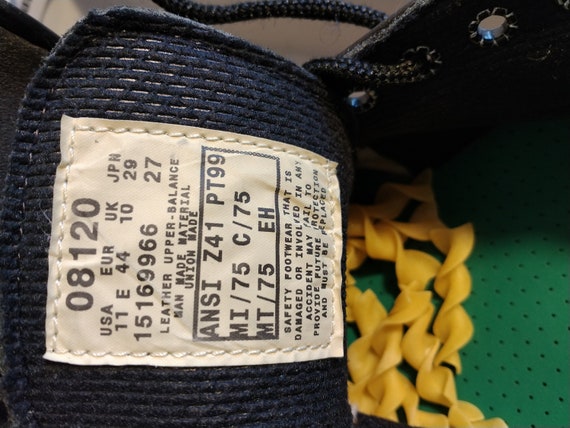 08120
USA EUR UK JPN
11 E 44 10 29
15169966 27
LEATHER UPPER-BALANCE
MAN MADE MATERIAL
UNION MADE
ANSI Z41 PT99
MI/75 C/75
MT/75 EH
SAFETY FOOTWEAR THAT IS
DAMAGED OR INVOLVED IN ANY
ACCIDENT MAY FAIL TO
PROVIDE FUTURE PROTECTION
AND MUST BE REPLACED